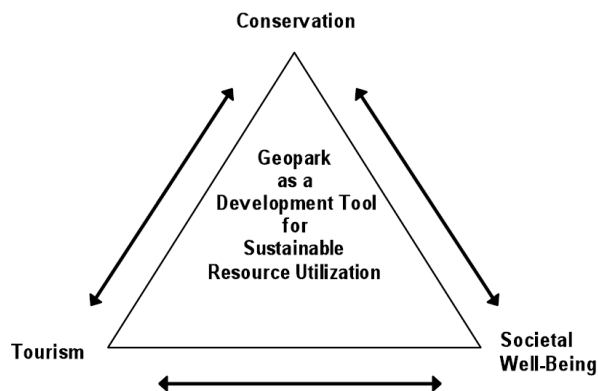 Conservation
Geopark
as a
Development Tool
for
Sustainable
Resource Utilization
Tourism
Societal
Well-Being